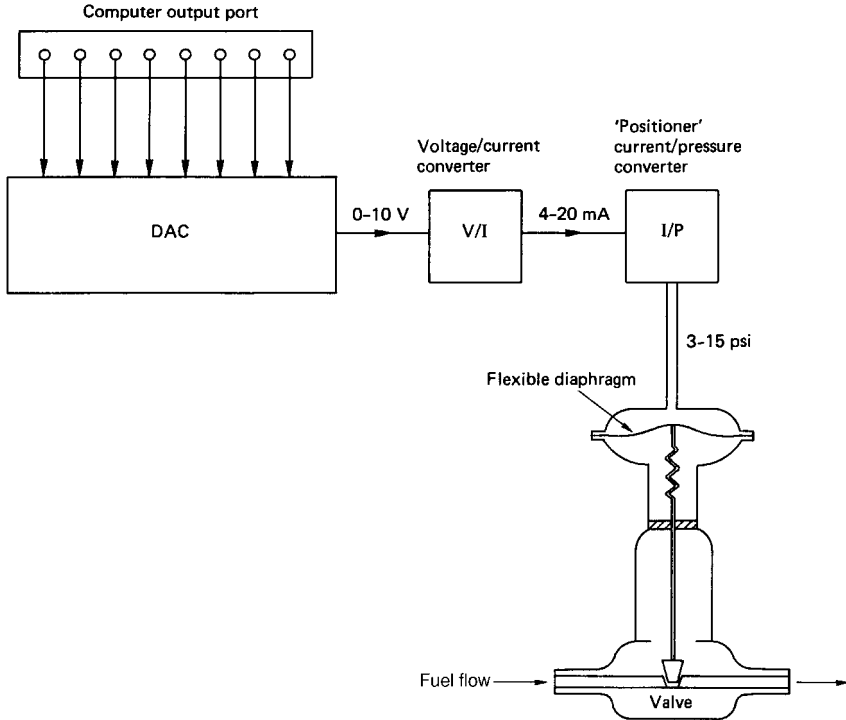 Computer output port
DAC
0–10 V
Voltage/current
converter
V/I
4–20 mA
'Positioner'
current/pressure
converter
I/P
3–15 psi
Flexible diaphragm
Fuel flow
Valve